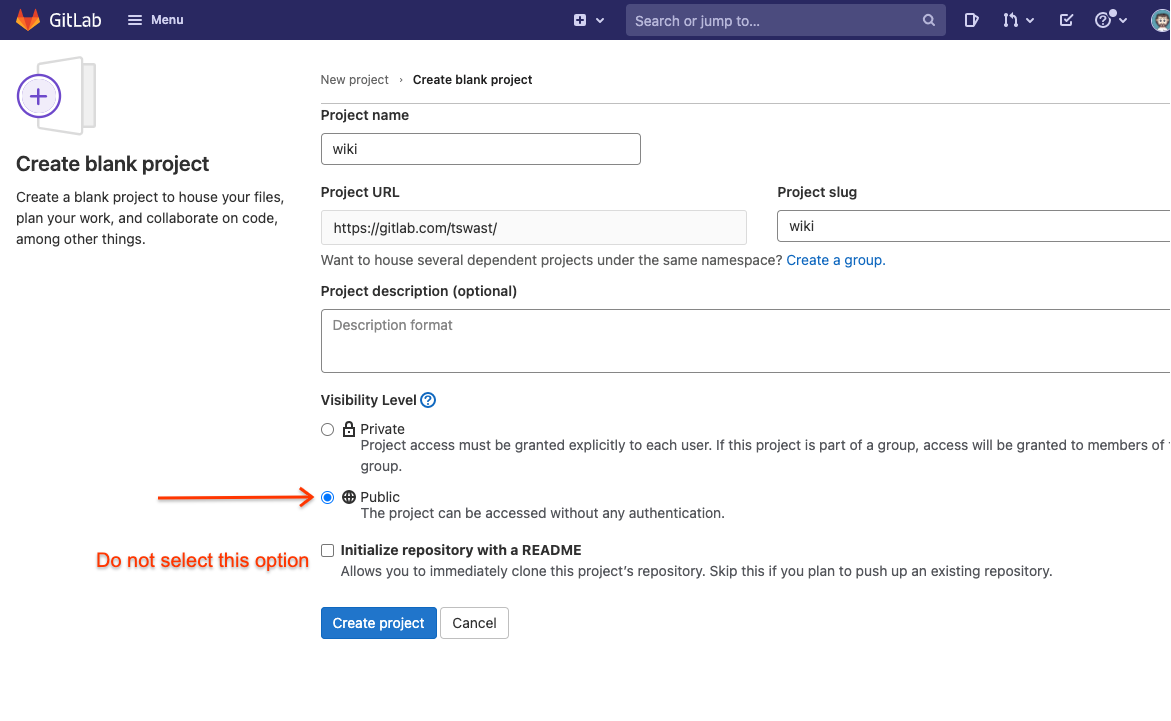 GitLab Menu Search or jump to...
New project › Create blank project
Create blank project
Create a blank project to house your files,
plan your work, and collaborate on code,
among other things.
Project name
wiki
Project URL Project slug
https://gitlab.com/tswast/ wiki
Want to house several dependent projects under the same namespace? Create a group.
Project description (optional)
Description format
Visibility Level ?
Private
Project access must be granted explicitly to each user. If this project is part of a group, access will be granted to members of
group.
Public
The project can be accessed without any authentication.
Do not select this option
Initialize repository with a README
Allows you to immediately clone this project's repository. Skip this if you plan to push up an existing repository.
Create project Cancel